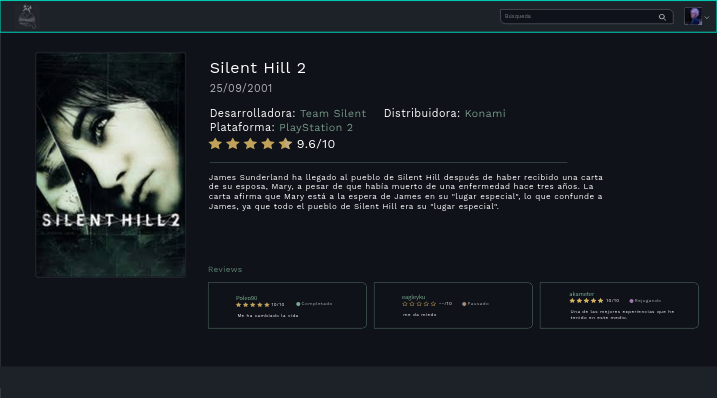 Búsqueda
Silent Hill 2
25/09/2001
Desarrolladora: Team Silent Distribuidora: Konami
Plataforma: PlayStation 2
9.6/10
SILENT HILL 2
James Sunderland ha llegado al pueblo de Silent Hill después de haber recibido una carta
de su esposa, Mary, a pesar de que había muerto de una enfermedad hace tres años. La
carta afirma que Mary está a la espera de James en su "lugar especial", lo que confunde a
James, ya que todo el pueblo de Silent Hill era su "lugar especial".
Reviews
Poleo90
10/10 Completado
Me ha cambiado la vida
eagleyku
--/10 Pausado
me da miedo
akamater
10/10 Rejugando
Una de las mejores experiencias que he
tenido en este medio.